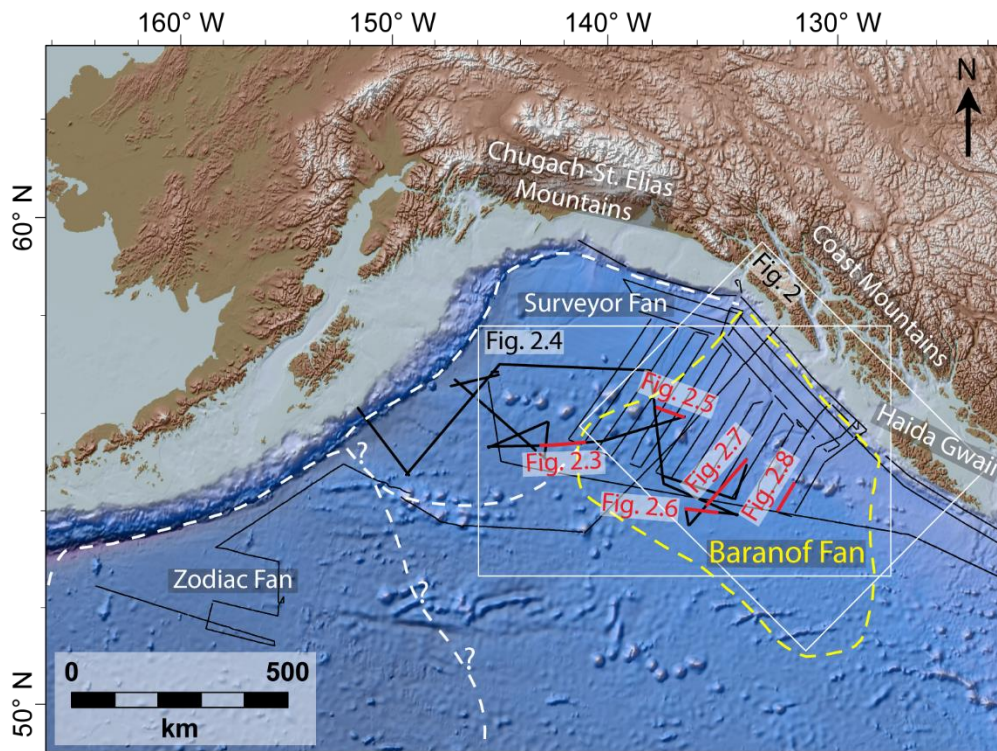 160° W
150° W
140° W
130° W
N
Chugach-St. Elias
Mountains
60° N
Coast Mountains
Fig. 2
Surveyor Fan
Fig. 2.4
Fig. 2.5
Haida Gwaii
?
Fig. 2.3
Fig. 2.7
Fig. 2.8
Fig. 2.6
Baranof Fan
Zodiac Fan
?
?
0
500
km
50° N